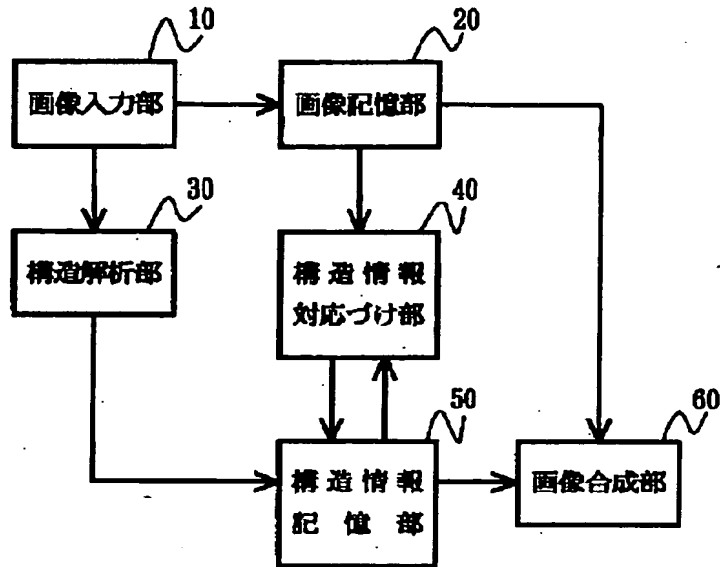 10
20
画像入力部
画像記憶部
30
40
構造解析部
構造情報
対応づけ部
50
60
構造情報
記憶部
画像合成部